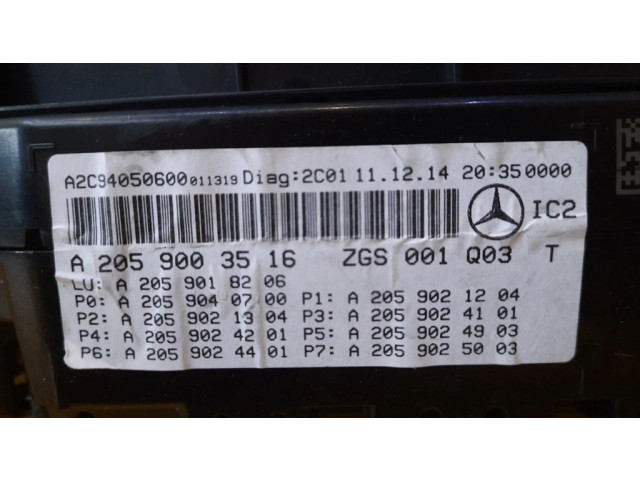 A2C94050600011319 Diag:2C01 11.12.14 20:350000
IC2
A 205 900 35 16 ZGS 001 Q03 T
LU: A 205 901 82 06
P0: A 205 904 07 00 P1: A 205 902 12 04
P2: A 205 902 13 04 P3: A 205 902 41 01
P4: A 205 902 42 01 P5: A 205 902 49 03
P6: A 205 902 44 01 P7: A 205 902 50 03